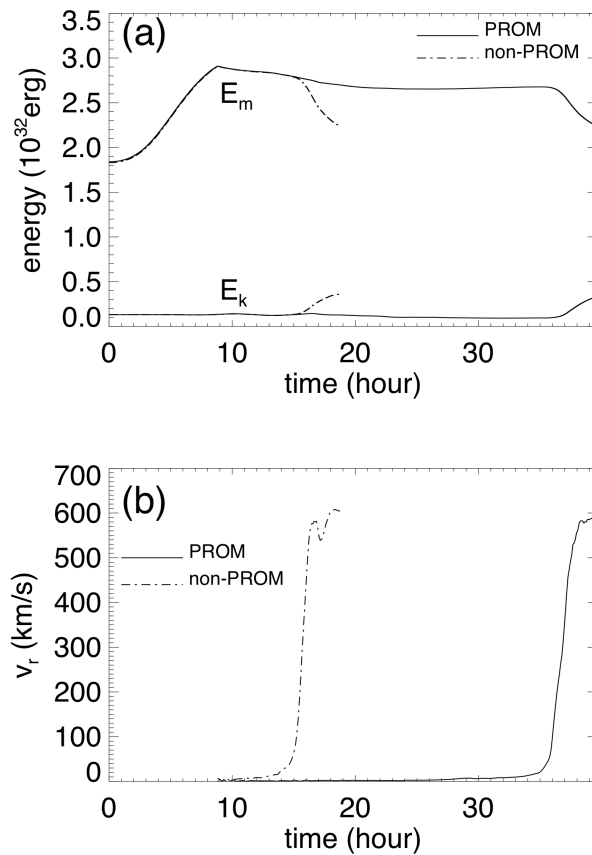 (a)
PROM
non-PROM
E_m
E_k
3.5
3.0
2.5
2.0
1.5
1.0
0.5
0.0
energy (10^32 erg)
0 10 20 30
time (hour)
(b)
PROM
non-PROM
700
600
500
400
300
200
100
0
v_r (km/s)
0 10 20 30
time (hour)